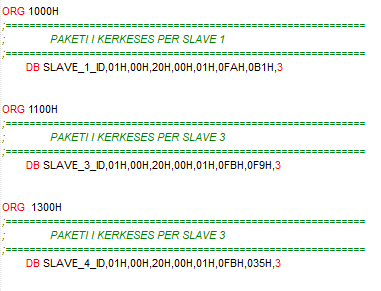 ORG 1000H
;==================================================
;           PAKETI I KERKESES PER SLAVE 1
;==================================================
DB SLAVE_1_ID,01H,00H,20H,00H,01H,0FAH,0B1H,3
ORG 1100H
;==================================================
;           PAKETI I KERKESES PER SLAVE 3
;==================================================
DB SLAVE_3_ID,01H,00H,20H,00H,01H,0FBH,0F9H,3
ORG  1300H
;==================================================
;           PAKETI I KERKESES PER SLAVE 3
;==================================================
DB SLAVE_4_ID,01H,00H,20H,00H,01H,0FBH,035H,3